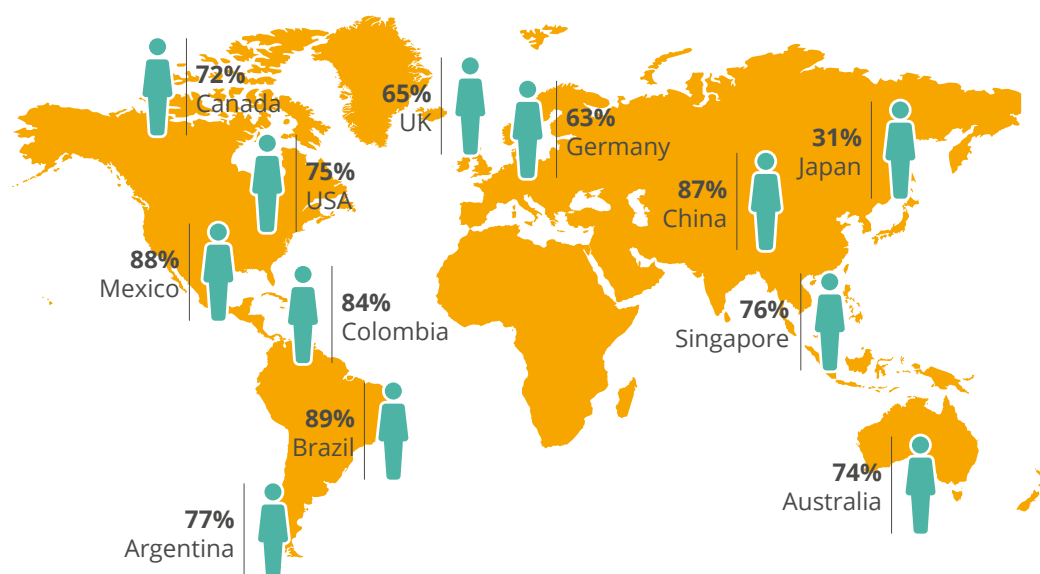 72%
Canada
65%
UK
63%
Germany
31%
Japan
75%
USA
87%
China
88%
Mexico
84%
Colombia
76%
Singapore
89%
Brazil
74%
Australia
77%
Argentina